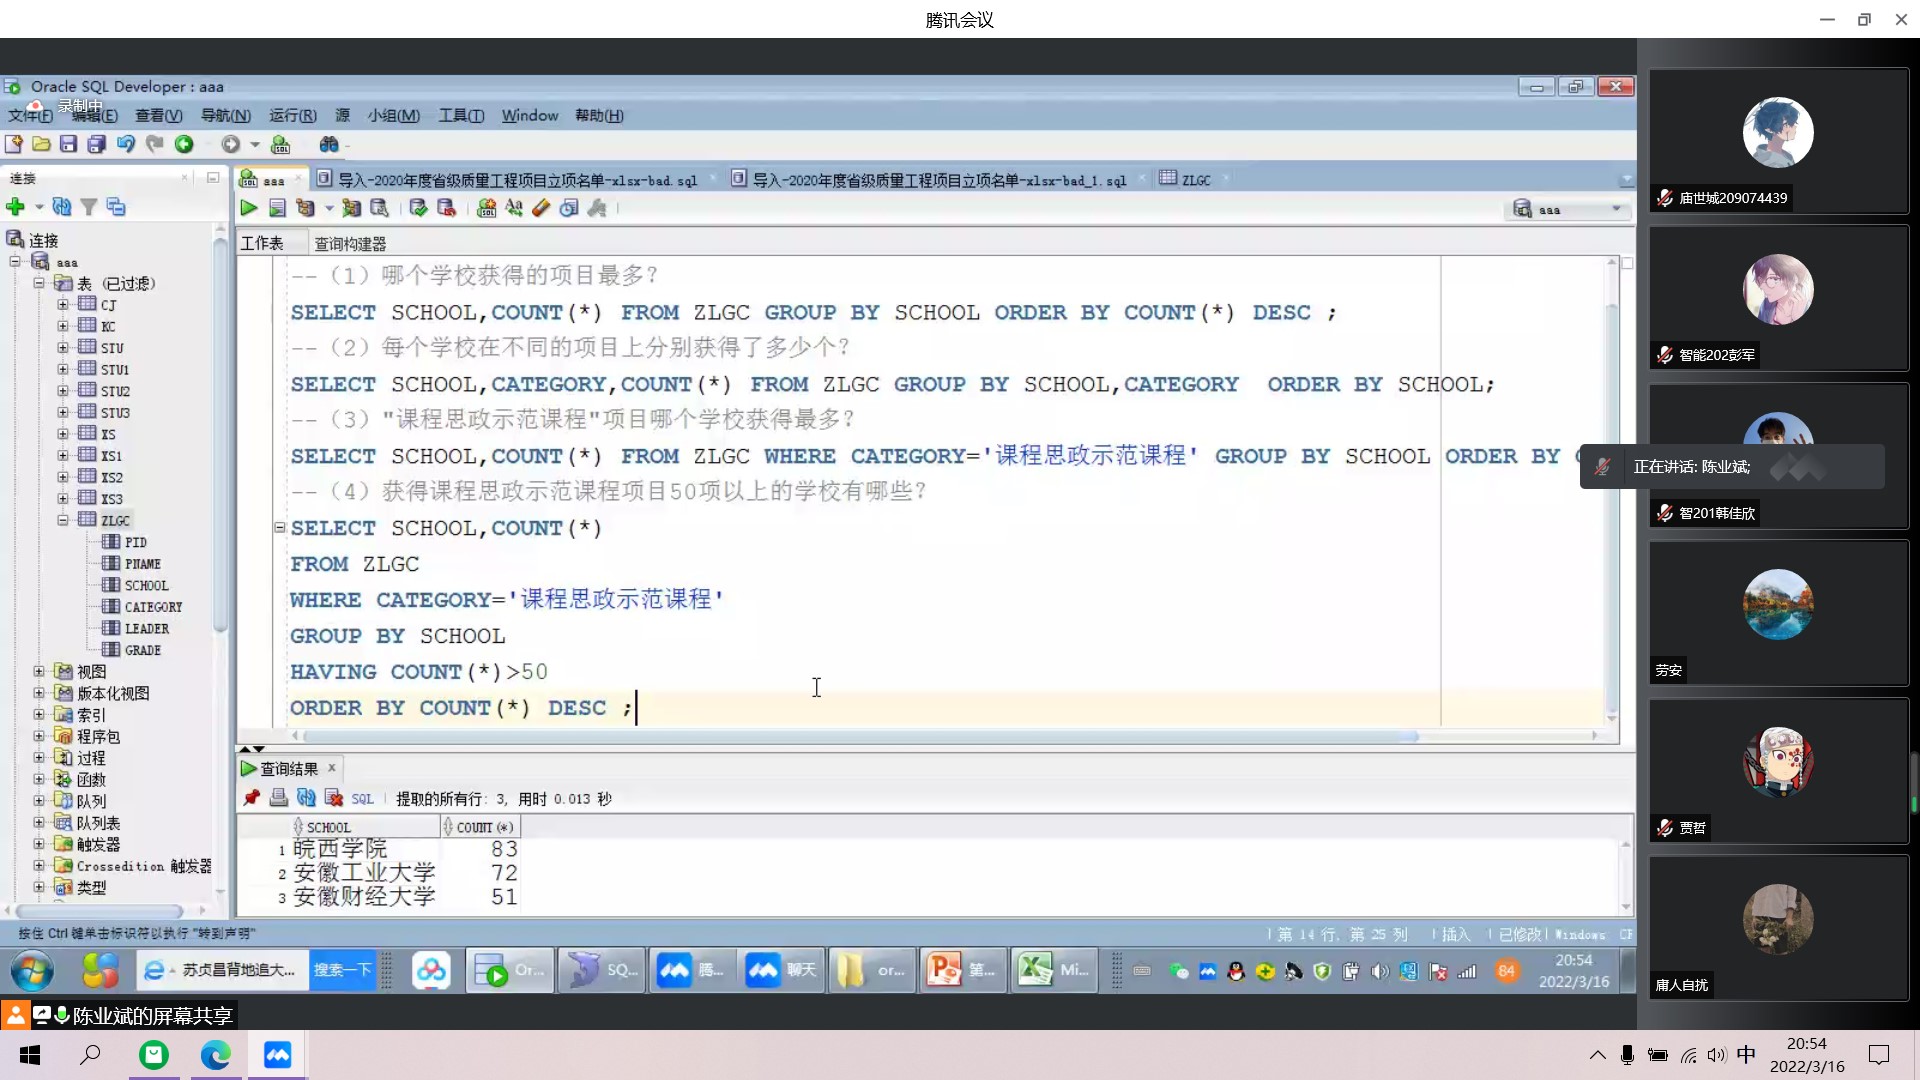 腾讯会议
Oracle SQL Developer : aaa
录制中
文件(F) 编辑(E) 查看(V) 导航(N) 运行(R) 源 小组(M) 工具(T) Window 帮助(H)
连接
aaa
导入-2020年度省级质量工程项目立项名单-xlsx-bad.sql
导入-2020年度省级质量工程项目立项名单-xlsx-bad_1.sql
ZLGC
aaa
工作表 查询构建器
连接
aaa
表 (已过滤)
CJ
KC
STU
STU1
STU2
STU3
XS
XS1
XS2
XS3
ZLGC
PID
PNAME
SCHOOL
CATEGORY
LEADER
GRADE
视图
版本化视图
索引
程序包
过程
函数
队列
队列表
触发器
Crossedition 触发器
类型
--（1）哪个学校获得的项目最多？
SELECT SCHOOL,COUNT(*) FROM ZLGC GROUP BY SCHOOL ORDER BY COUNT(*) DESC ;
--（2）每个学校在不同的项目上分别获得了多少个？
SELECT SCHOOL,CATEGORY,COUNT(*) FROM ZLGC GROUP BY SCHOOL,CATEGORY ORDER BY SCHOOL;
--（3）"课程思政示范课程"项目哪个学校获得最多？
SELECT SCHOOL,COUNT(*) FROM ZLGC WHERE CATEGORY='课程思政示范课程' GROUP BY SCHOOL ORDER BY
--（4）获得课程思政示范课程项目50项以上的学校有哪些？
SELECT SCHOOL,COUNT(*)
FROM ZLGC
WHERE CATEGORY='课程思政示范课程'
GROUP BY SCHOOL
HAVING COUNT(*)>50
ORDER BY COUNT(*) DESC ;
查询结果
SQL 提取的所有行: 3, 用时 0.013 秒
SCHOOL COUNT(*)
1 皖西学院 83
2 安徽工业大学 72
3 安徽财经大学 51
按住 Ctrl 键单击标识符以执行 "转到声明"
第 14 行, 第 25 列 插入 已修改 Windows
苏贞昌背地追大... 搜索一下
Or... SQ... 腾... 聊天 or... 第... Mi...
84
20:54
2022/3/16
陈业斌的屏幕共享
庙世城209074439
智能202彭军
正在讲话: 陈业斌;
智201韩佳欣
劳安
贾哲
庸人自扰
中
20:54
2022/3/16